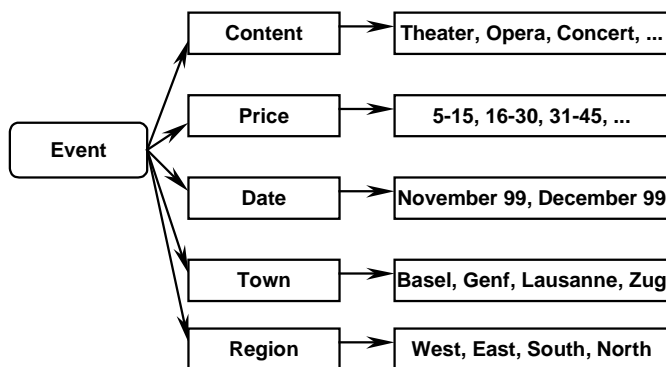 Content
Theater, Opera, Concert, ...
Price
5-15, 16-30, 31-45, ...
Event
Date
November 99, December 99
Town
Basel, Genf, Lausanne, Zug
Region
West, East, South, North